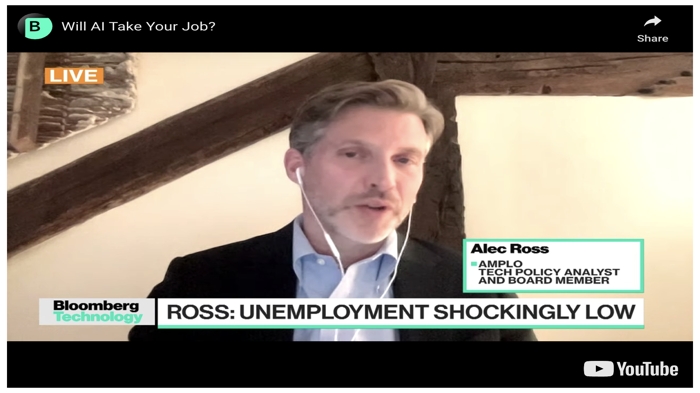 B Will AI Take Your Job?
Share
LIVE
Alec Ross
AMPLO
TECH POLICY ANALYST
AND BOARD MEMBER
Bloomberg
Technology
ROSS: UNEMPLOYMENT SHOCKINGLY LOW
YouTube